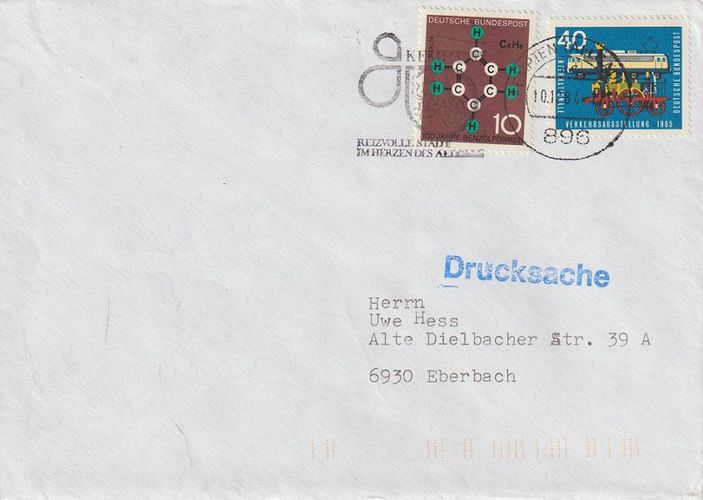 DEUTSCHE BUNDESPOST
C₆H₆
H
H C C H
H C C H
C
H
10
100 JAHRE BENZOLFORMEL
40
DEUTSCHE BUNDESPOST
VERKEHRSAUSSTELLUNG 1965
896
REIZVOLLE STADT
IM HERZEN DES
Drucksache
Herrn
Uwe Hess
Alte Dielbacher Str. 39 A
6930 Eberbach